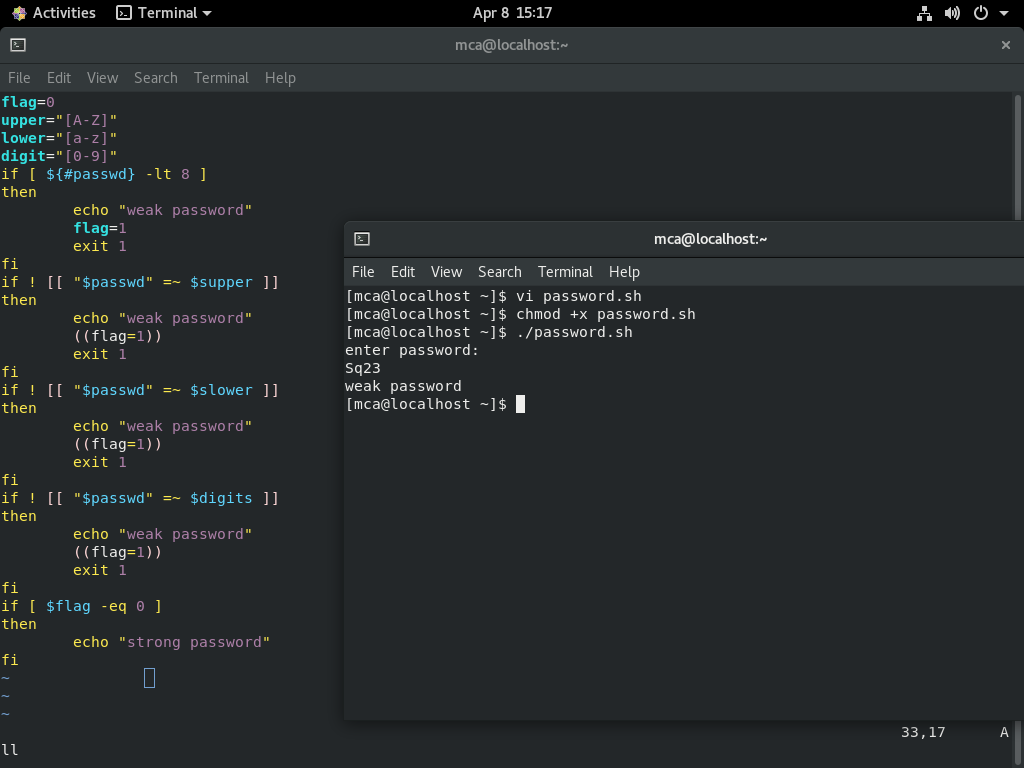 Activities Terminal Apr 8 15:17
mca@localhost:~
File Edit View Search Terminal Help
flag=0
upper="[A-Z]"
lower="[a-z]"
digit="[0-9]"
if [ ${#passwd} -lt 8 ]
then
echo "weak password"
flag=1
exit 1
fi
if ! [[ "$passwd" =~ $supper ]]
then
echo "weak password"
((flag=1))
exit 1
fi
if ! [[ "$passwd" =~ $slower ]]
then
echo "weak password"
((flag=1))
exit 1
fi
if ! [[ "$passwd" =~ $digits ]]
then
echo "weak password"
((flag=1))
exit 1
fi
if [ $flag -eq 0 ]
then
echo "strong password"
fi
~
~
~
33,17 A
ll
mca@localhost:~
File Edit View Search Terminal Help
[mca@localhost ~]$ vi password.sh
[mca@localhost ~]$ chmod +x password.sh
[mca@localhost ~]$ ./password.sh
enter password:
Sq23
weak password
[mca@localhost ~]$